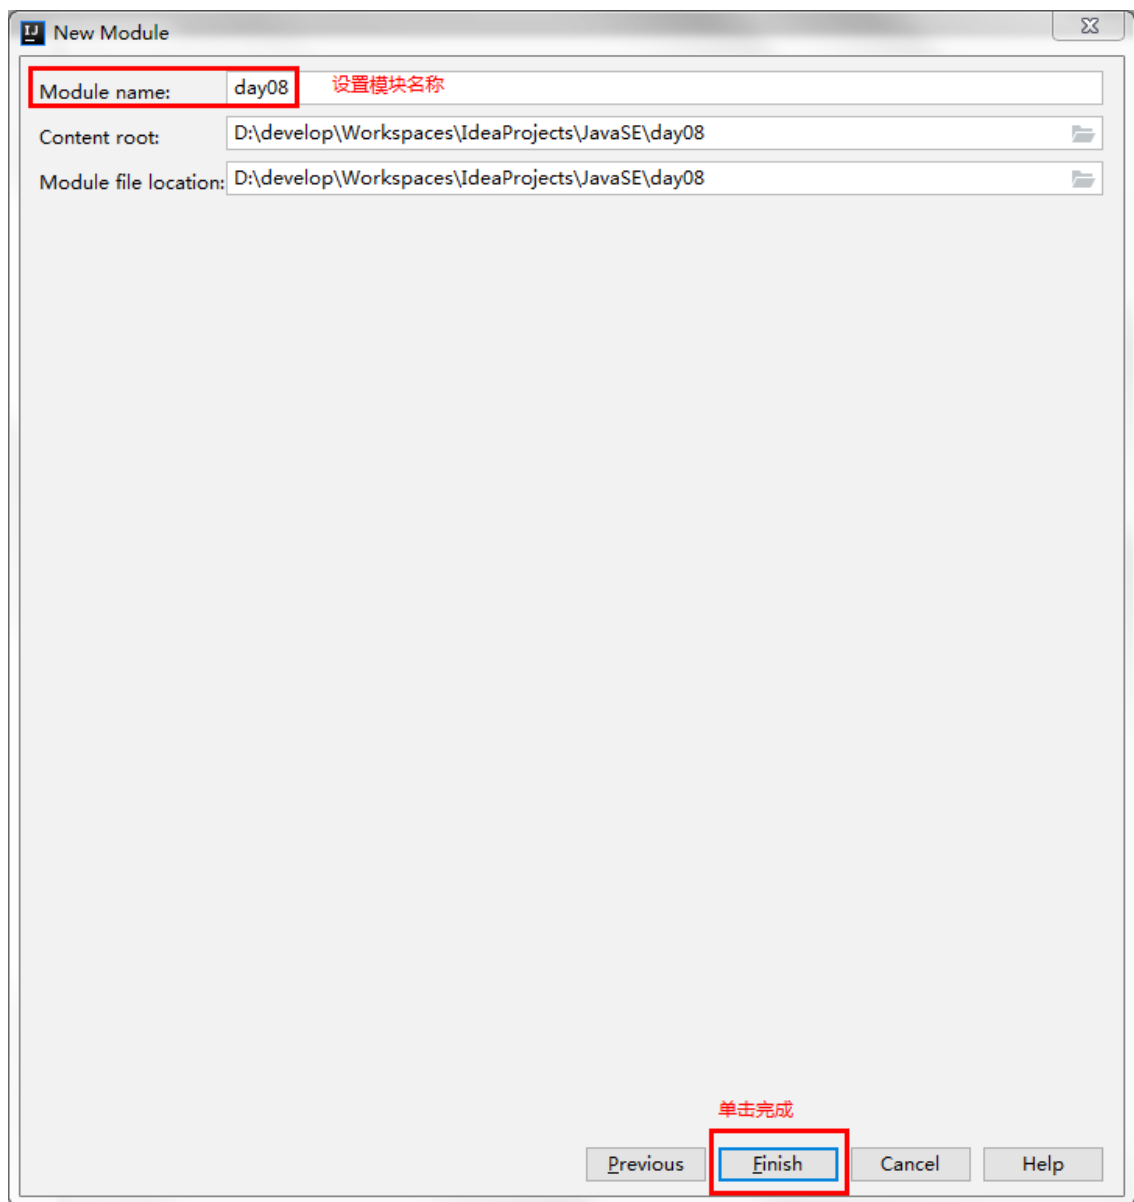 New Module
Module name: day08 设置模块名称
Content root: D:\develop\Workspaces\IdeaProjects\JavaSE\day08
Module file location: D:\develop\Workspaces\IdeaProjects\JavaSE\day08
单击完成
Previous Finish Cancel Help